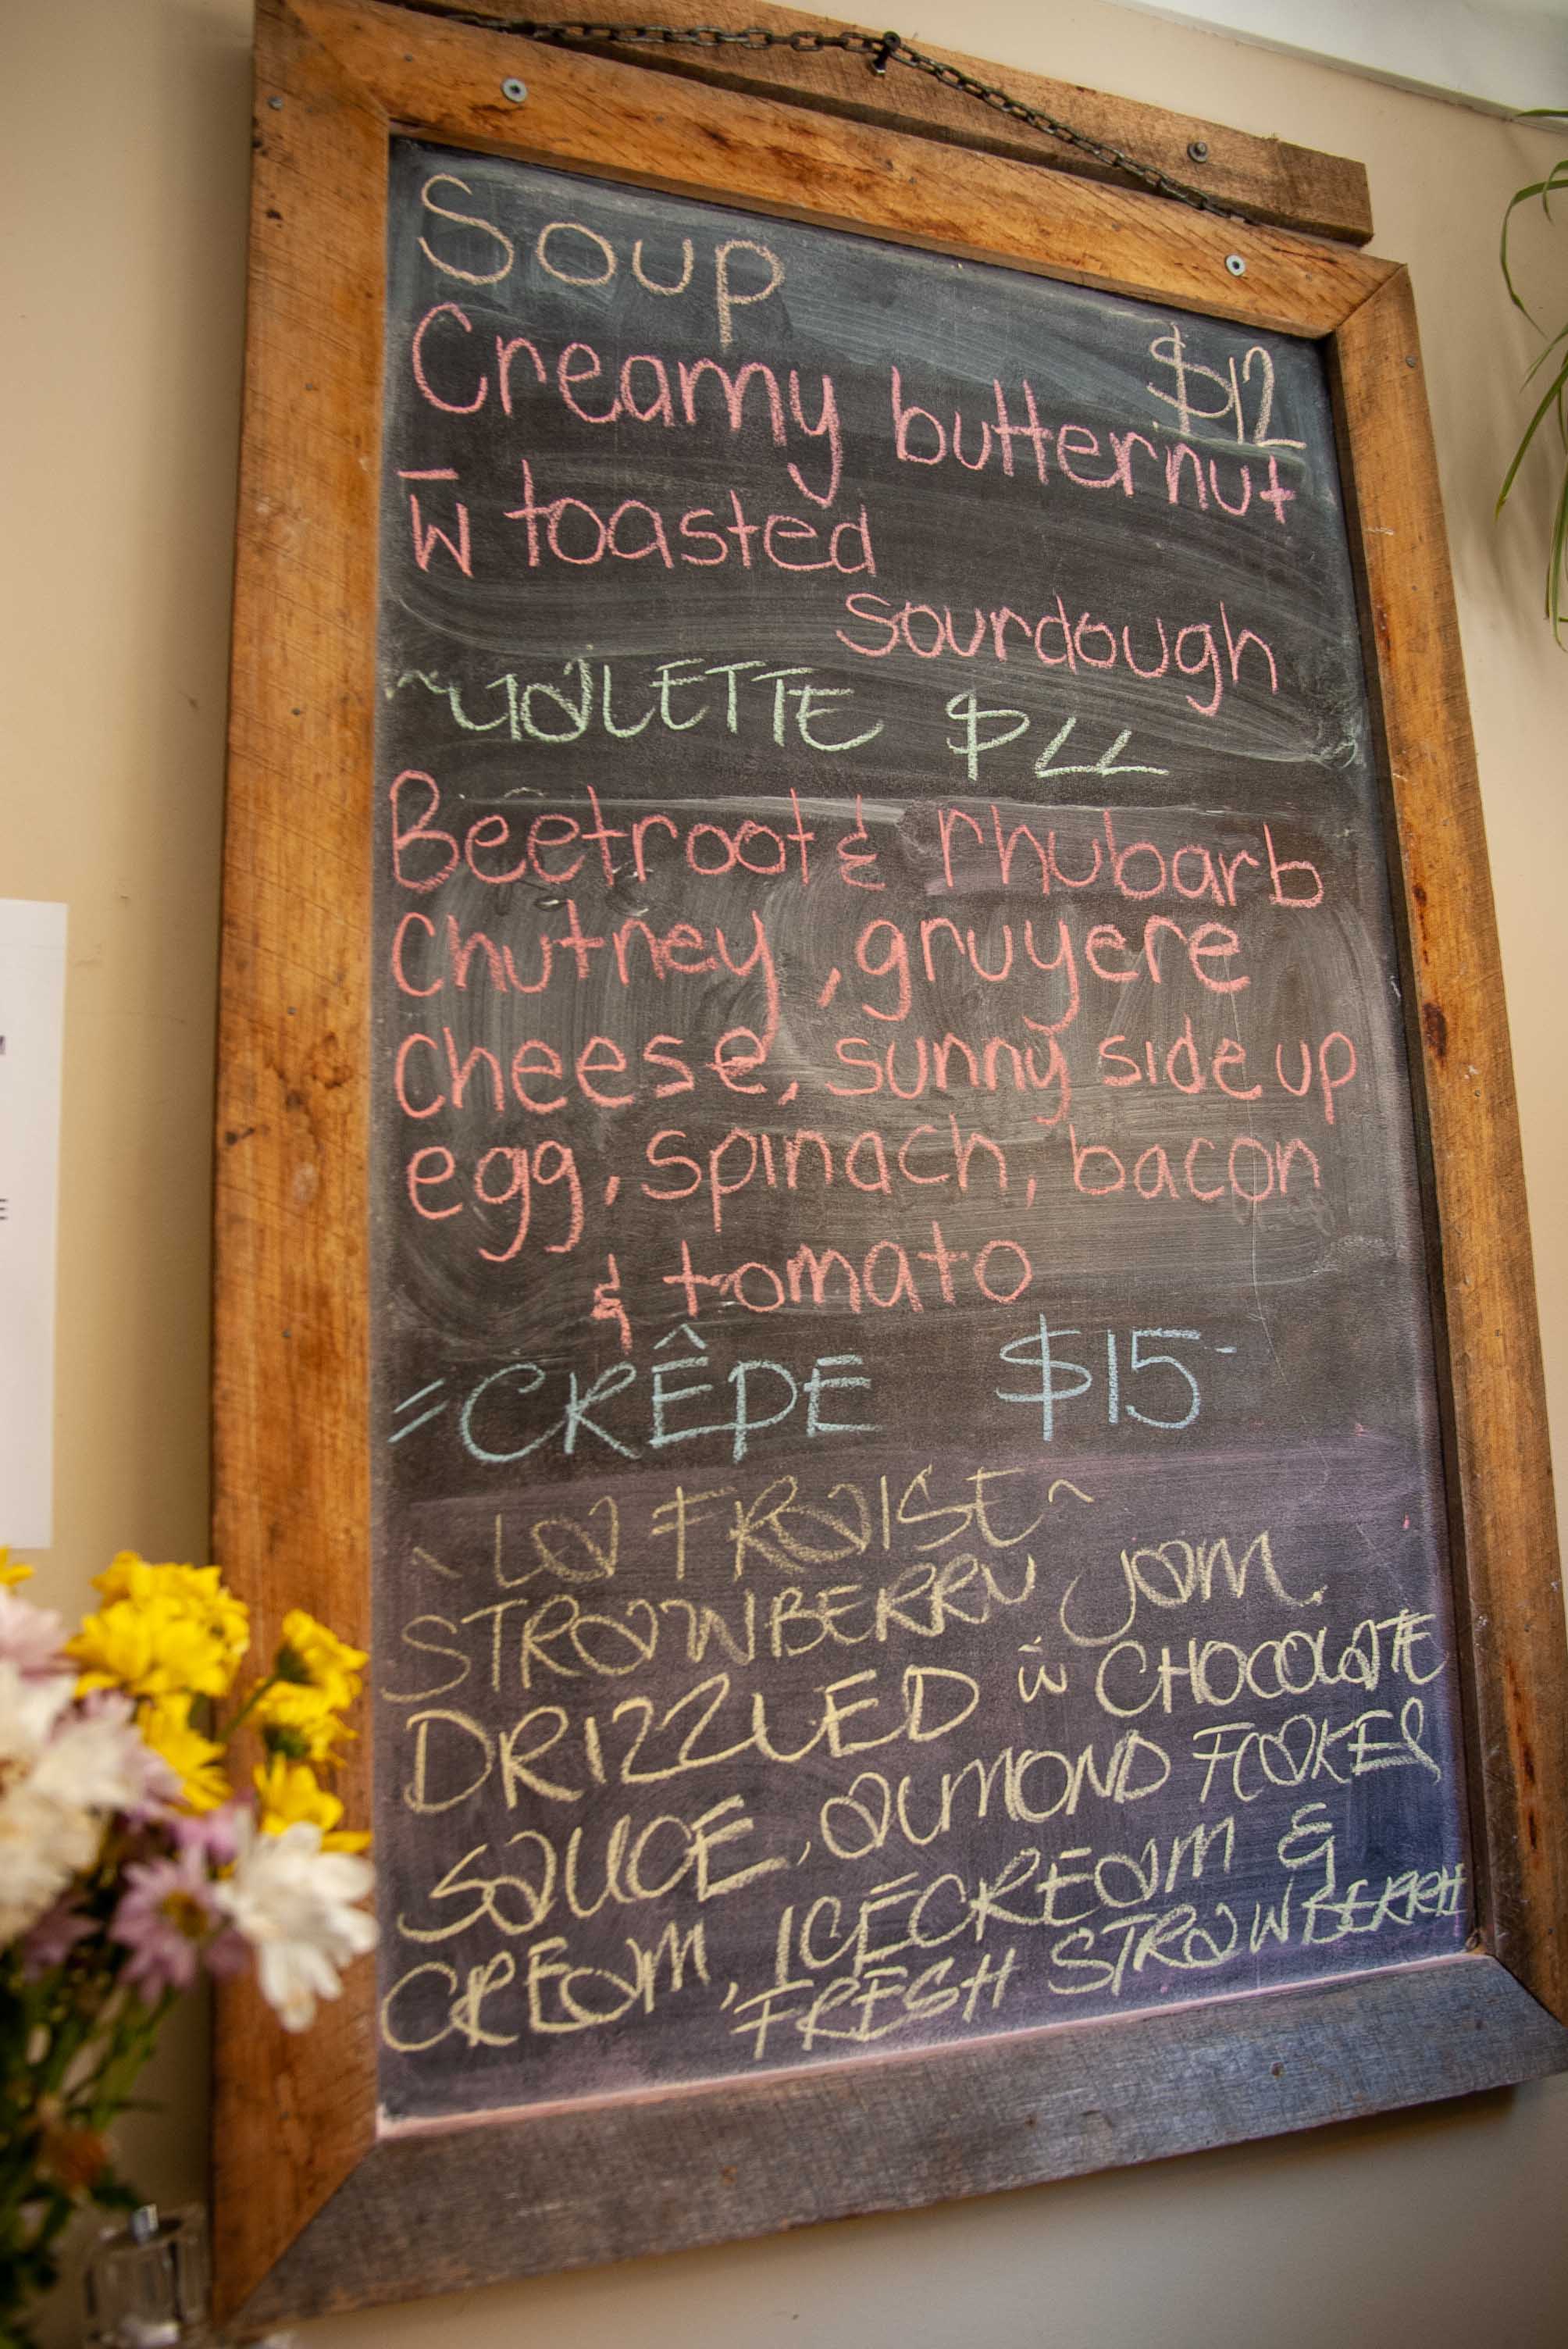 Soup
$12
Creamy butternut
w̄ toasted
sourdough
~GALETTE $22
Beetroot & rhubarb
chutney, gruyere
cheese, sunny side up
egg, spinach, bacon
& tomato
=CRÊPE $15-
~LA FRAISE~
STRAWBERRY JAM
DRIZZLED w̄ CHOCOLATE
SAUCE, ALMOND FLAKES
CREAM, ICECREAM &
FRESH STRAWBERRY